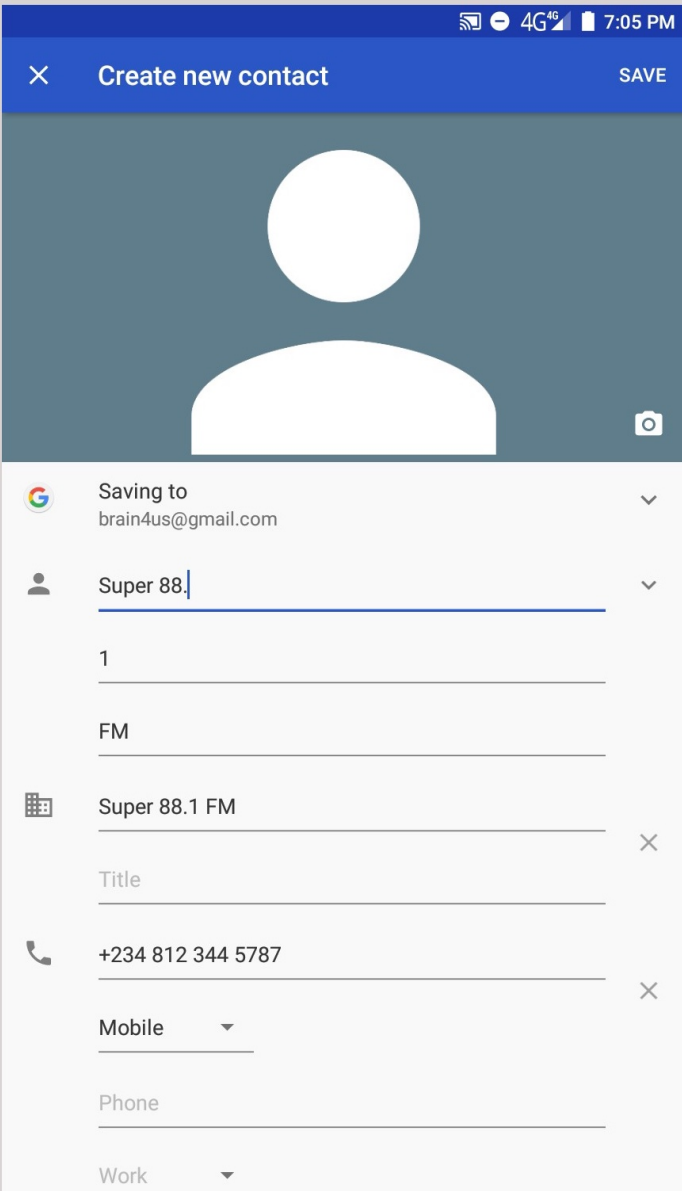 4G 4G 7:05 PM
Create new contact SAVE
Saving to
brain4us@gmail.com
Super 88.
1
FM
Super 88.1 FM
Title
+234 812 344 5787
Mobile
Phone
Work